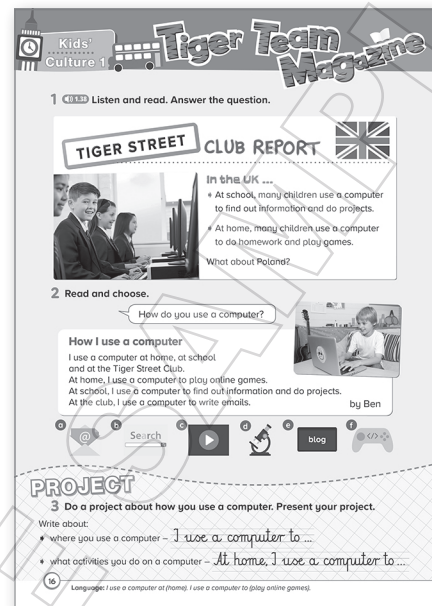 Kids'
Culture 1
Tiger Team
Magazine
1 1.38 Listen and read. Answer the question.
TIGER STREET CLUB REPORT
In the UK ...
• At school, many children use a computer
to find out information and do projects.
• At home, many children use a computer
to do homework and play games.
What about Poland?
2 Read and choose.
How do you use a computer?
How I use a computer
I use a computer at home, at school
and at the Tiger Street Club.
At home, I use a computer to play online games.
At school, I use a computer to find out information and do projects.
At the club, I use a computer to write emails.
by Ben
a b c d e f
@
Search
blog
</>
PROJECT
3 Do a project about how you use a computer. Present your project.
Write about:
• where you use a computer – I use a computer to ...
• what activities you do on a computer – At home, I use a computer to ...
16
Language: I use a computer at (home). I use a computer to (play online games).
SAMPLE